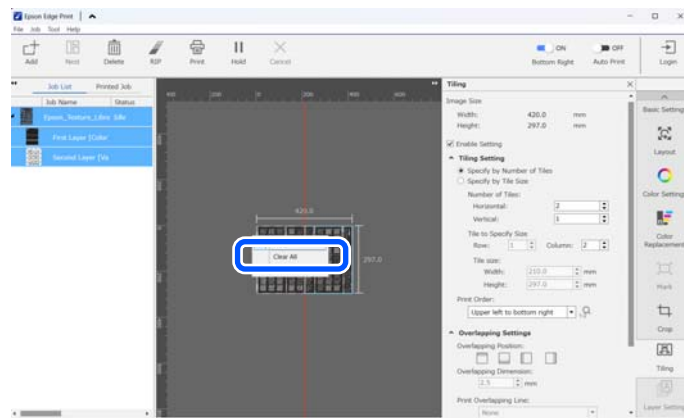 Epson Edge Print
File Job Tool Help
Add Nest Delete RIP Print Hold Cancel
ON OFF
Bottom Right Auto Print Login
Job List Printed Job
Job Name Status
Epson_Texture_Libra Idle
First Layer [Color
Second Layer [Va
420.0
297.0
Clear All
Tiling
Image Size
Width: 420.0 mm
Height: 297.0 mm
Enable Setting
Tiling Setting
Specify by Number of Tiles
Specify by Tile Size
Number of Tiles:
Horizontal: 2
Vertical: 1
Tile to Specify Size
Row: 1 Column: 2
Tile size:
Width: 210.0 mm
Height: 297.0 mm
Print Order:
Upper left to bottom right
Overlapping Settings
Overlapping Position:
Overlapping Dimension:
2.5 mm
Print Overlapping Line:
None
Basic Setting
Layout
Color Setting
Color
Replacement
Mark
Crop
Tiling
Layer Setting